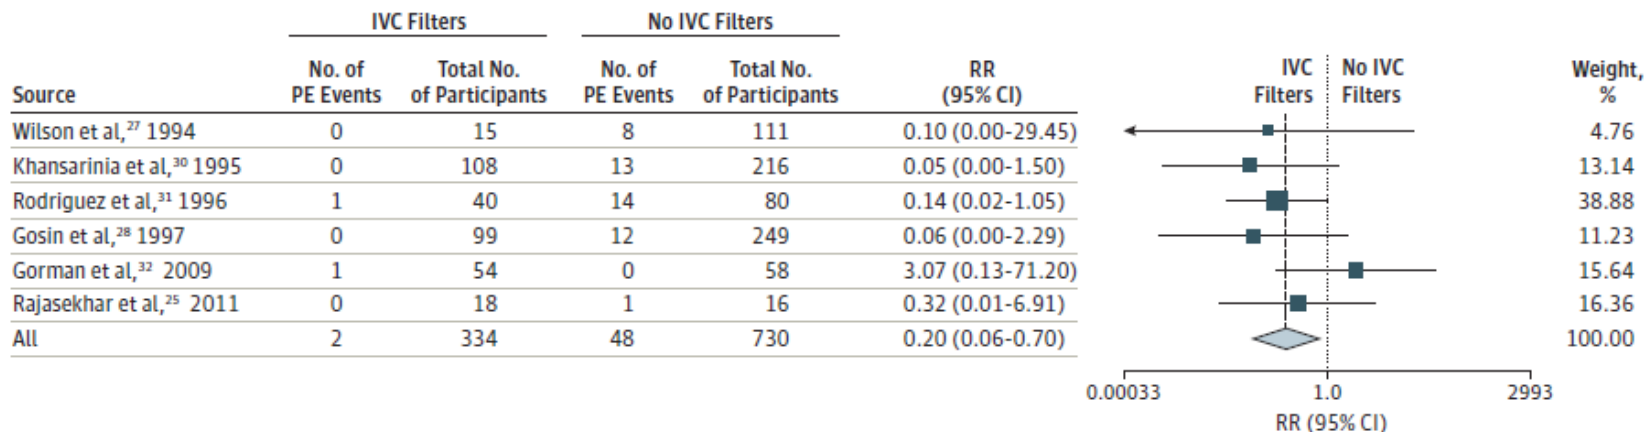 IVC Filters No IVC Filters
No. of Total No. No. of Total No. RR IVC No IVC Weight,
Source PE Events of Participants PE Events of Participants (95% CI) Filters Filters %
Wilson et al,²⁷ 1994 0 15 8 111 0.10 (0.00-29.45) 4.76
Khansarinia et al,³⁰ 1995 0 108 13 216 0.05 (0.00-1.50) 13.14
Rodriguez et al,³¹ 1996 1 40 14 80 0.14 (0.02-1.05) 38.88
Gosin et al,²⁸ 1997 0 99 12 249 0.06 (0.00-2.29) 11.23
Gorman et al,³² 2009 1 54 0 58 3.07 (0.13-71.20) 15.64
Rajasekhar et al,²⁵ 2011 0 18 1 16 0.32 (0.01-6.91) 16.36
All 2 334 48 730 0.20 (0.06-0.70) 100.00
0.00033 1.0 2993
RR (95% CI)